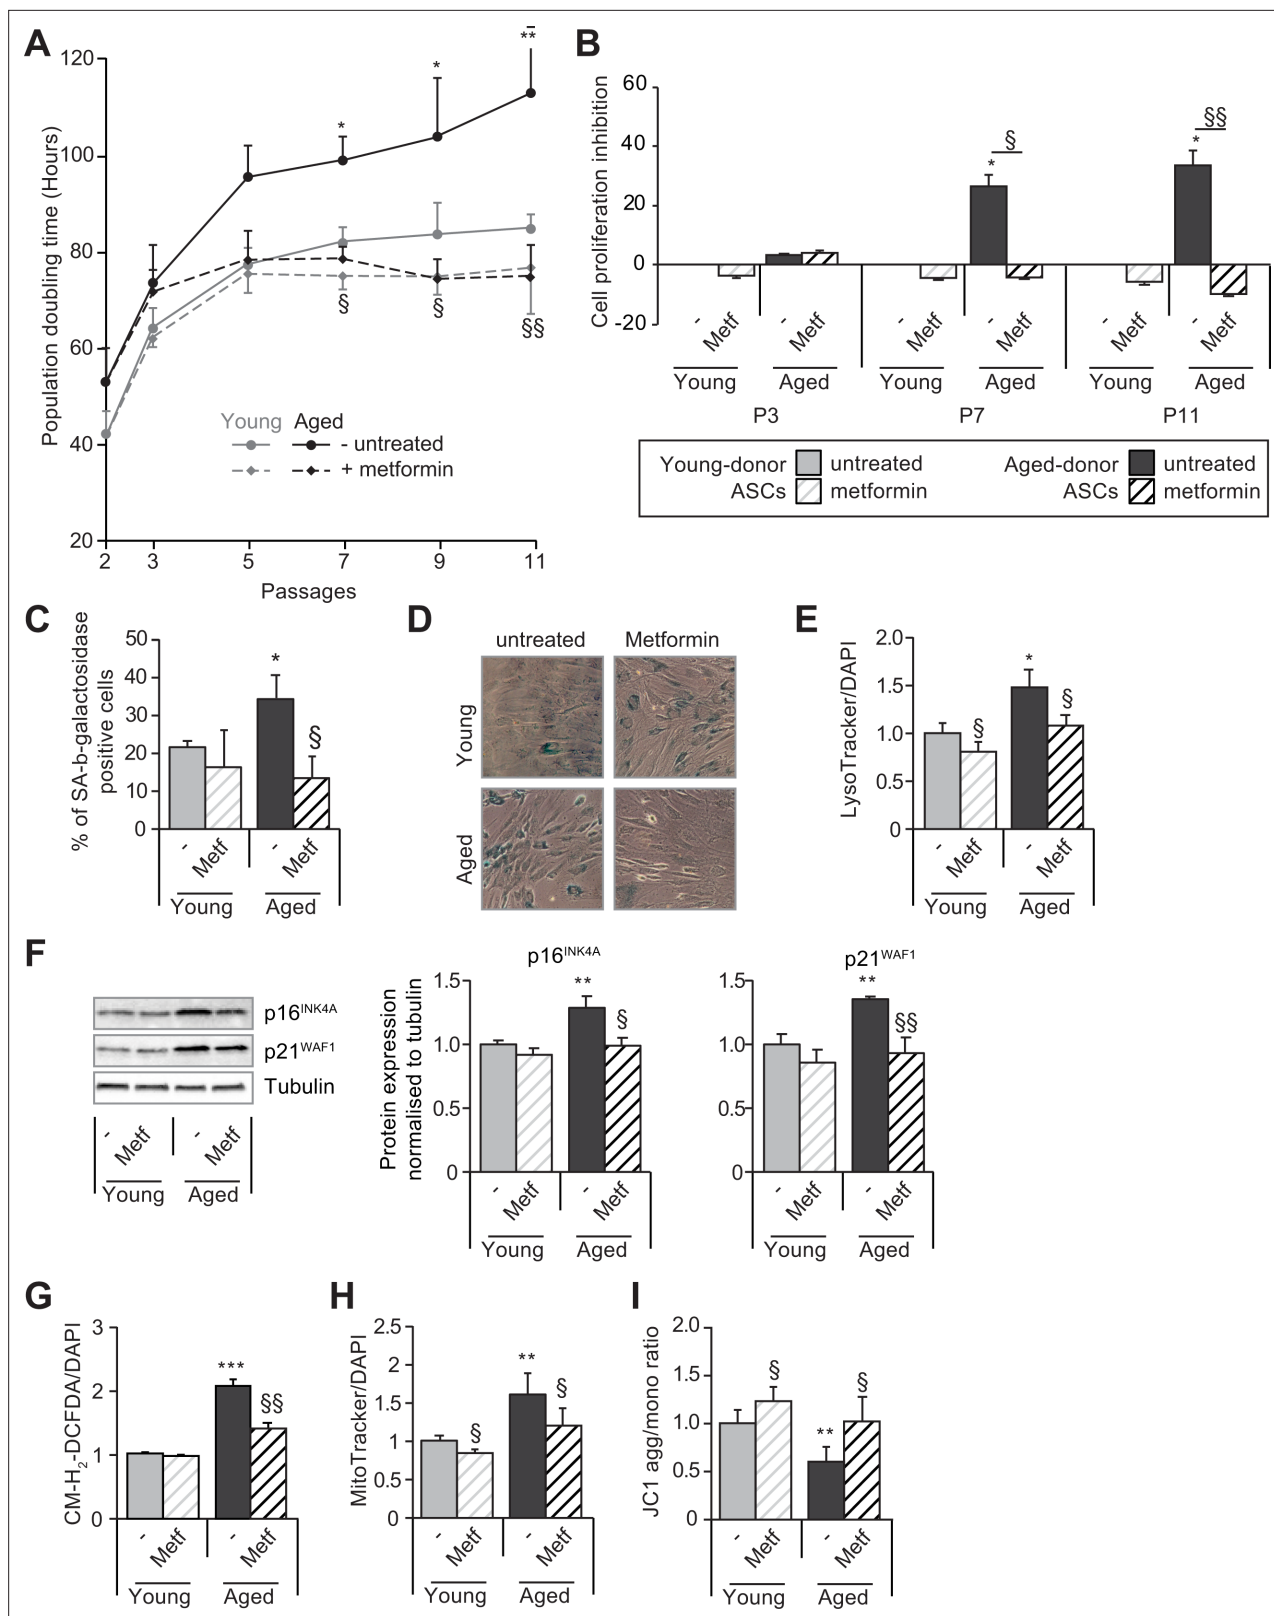 A
Population doubling time (Hours)
120
100
80
60
40
20
2 3 5 7 9 11
Passages
*
*
**
§ § §§
Young Aged
- untreated
+ metformin
B
Cell proliferation inhibition
60
40
20
0
-20
* §
* §§
- Metf - Metf - Metf - Metf - Metf - Metf
Young Aged Young Aged Young Aged
P3 P7 P11
Young-donor untreated Aged-donor untreated
ASCs metformin ASCs metformin
C
% of SA-b-galactosidase
positive cells
50
40
30
20
10
0
* §
- Metf - Metf
Young Aged
D
untreated Metformin
Young
Aged
E
LysoTracker/DAPI
2.0
1.5
1.0
0.5
0
§ * §
- Metf - Metf
Young Aged
F
p16INK4A
p21WAF1
Tubulin
- Metf - Metf
Young Aged
Protein expression
normalised to tubulin
p16INK4A
1.5
1.0
0.5
0
** §
- Metf - Metf
Young Aged
p21WAF1
1.5
1.0
0.5
0
** §§
- Metf - Metf
Young Aged
G
CM-H2-DCFDA/DAPI
3
2
1
0
*** §§
- Metf - Metf
Young Aged
H
MitoTracker/DAPI
2.5
2
1.5
1
0.5
0
§ ** §
- Metf - Metf
Young Aged
I
JC1 agg/mono ratio
2.0
1.5
1.0
0.5
0
§ ** §
- Metf - Metf
Young Aged